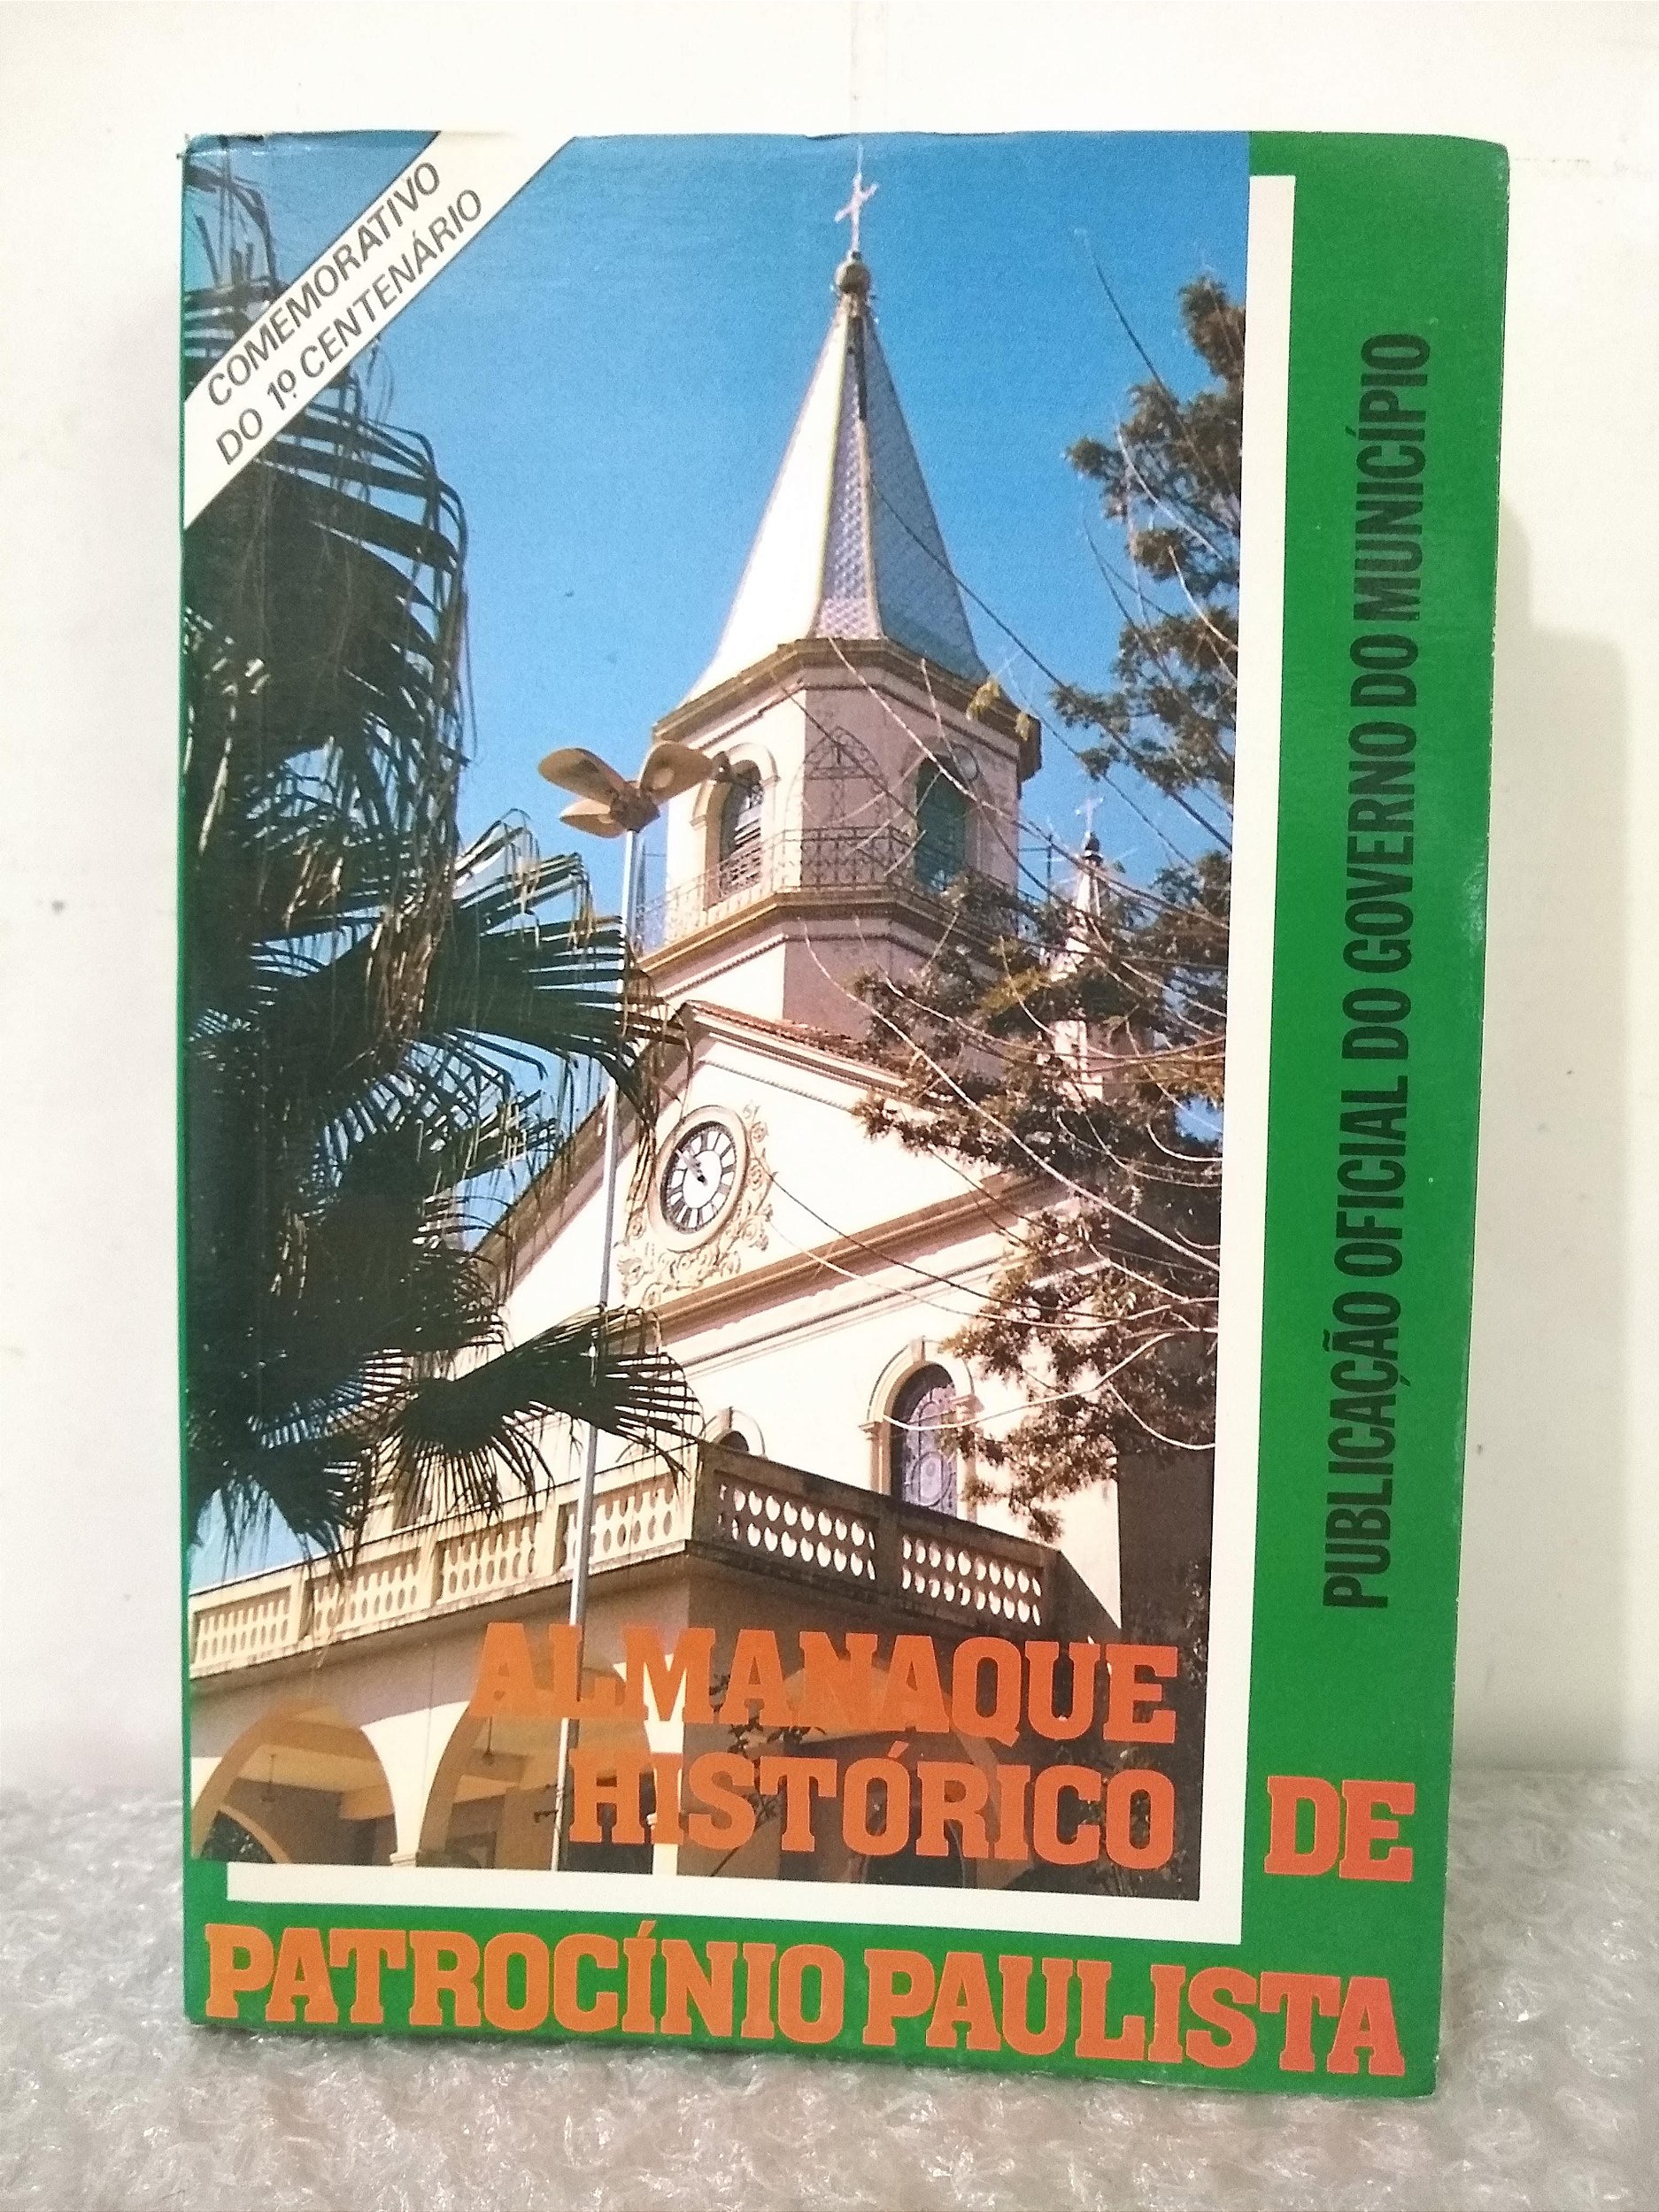 COMEMORATIVO
DO 1º CENTENÁRIO
PUBLICAÇÃO OFICIAL DO GOVERNO DO MUNICÍPIO
ALMANAQUE
HISTÓRICO
DE
PATROCÍNIO PAULISTA